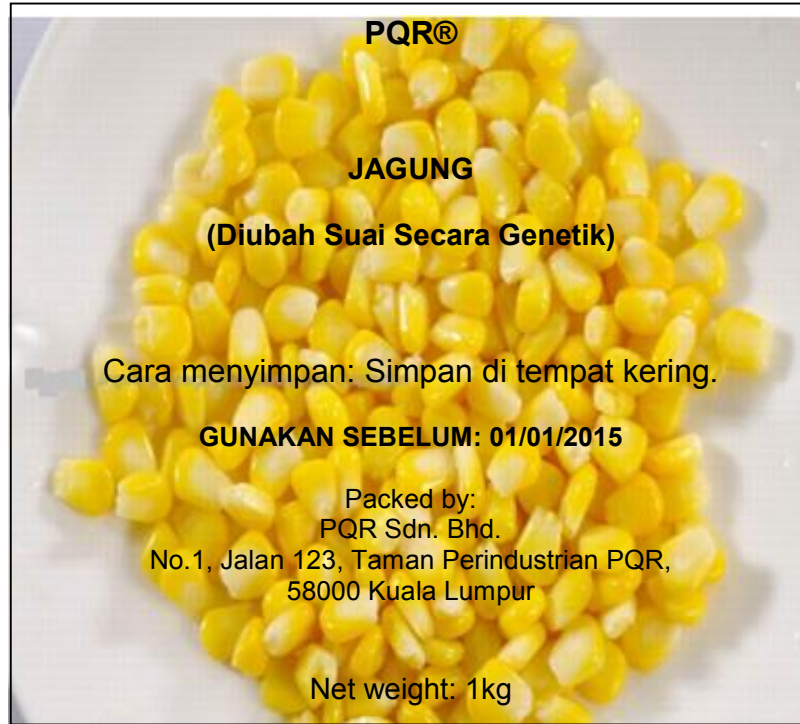 PQR®
JAGUNG
(Diubah Suai Secara Genetik)
Cara menyimpan: Simpan di tempat kering.
GUNAKAN SEBELUM: 01/01/2015
Packed by:
PQR Sdn. Bhd.
No.1, Jalan 123, Taman Perindustrian PQR,
58000 Kuala Lumpur
Net weight: 1kg